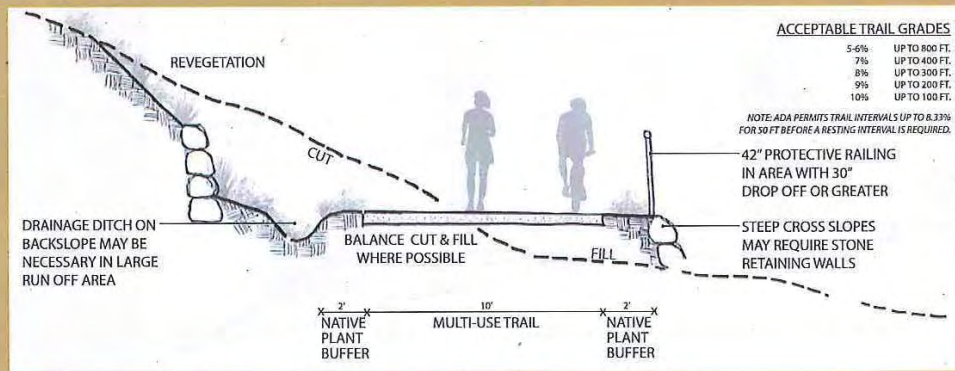 ACCEPTABLE TRAIL GRADES
5-6% UP TO 800 FT.
7% UP TO 400 FT.
8% UP TO 300 FT.
9% UP TO 200 FT.
10% UP TO 100 FT.
NOTE: ADA PERMITS TRAIL INTERVALS UP TO 8.33%
FOR 50 FT BEFORE A RESTING INTERVAL IS REQUIRED.
REVEGETATION
CUT
42" PROTECTIVE RAILING
IN AREA WITH 30"
DROP OFF OR GREATER
DRAINAGE DITCH ON
BACKSLOPE MAY BE
NECESSARY IN LARGE
RUN OFF AREA
BALANCE CUT & FILL
WHERE POSSIBLE
FILL
STEEP CROSS SLOPES
MAY REQUIRE STONE
RETAINING WALLS
2'
NATIVE
PLANT
BUFFER
10'
MULTI-USE TRAIL
2'
NATIVE
PLANT
BUFFER